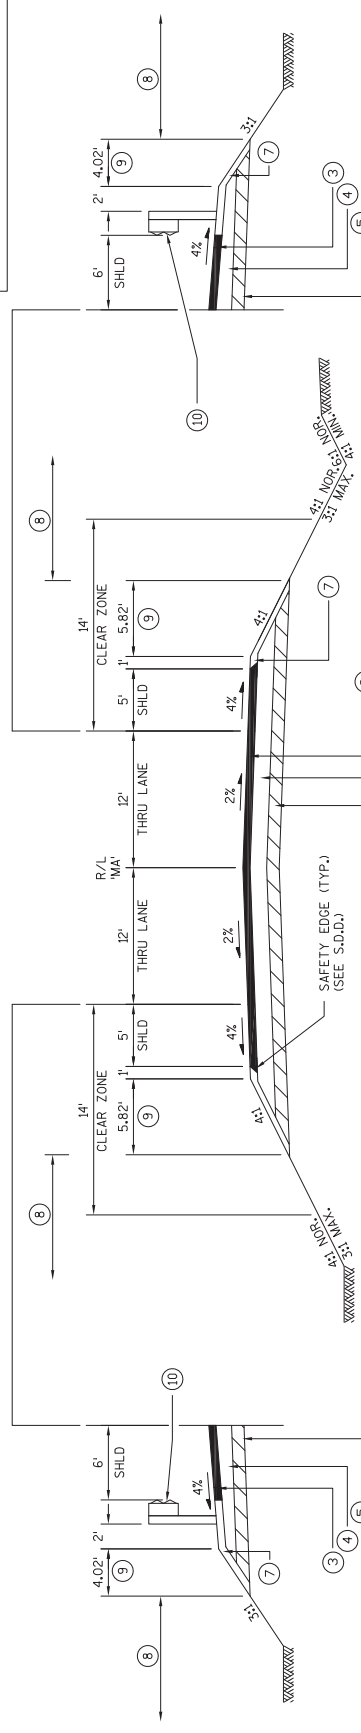 8
4.02'
9
2'
6'
SHLD
10
4%
3:1
7
3
4
5
14'
CLEAR ZONE
8
5.82'
9
1'
5'
SHLD
4%
4:1
4:1 NOR.
3:1 MAX.
R/L
'MA'
12'
THRU LANE
2%
12'
THRU LANE
2%
SAFETY EDGE (TYP.)
(SEE S.D.D.)
5'
SHLD
1'
5.82'
9
14'
CLEAR ZONE
8
4%
4:1
7
4:1 NOR.
3:1 MAX.
6:1 NOR.
4:1 MIN.
6'
SHLD
2'
4.02'
9
8
10
4%
3:1
7
3
4